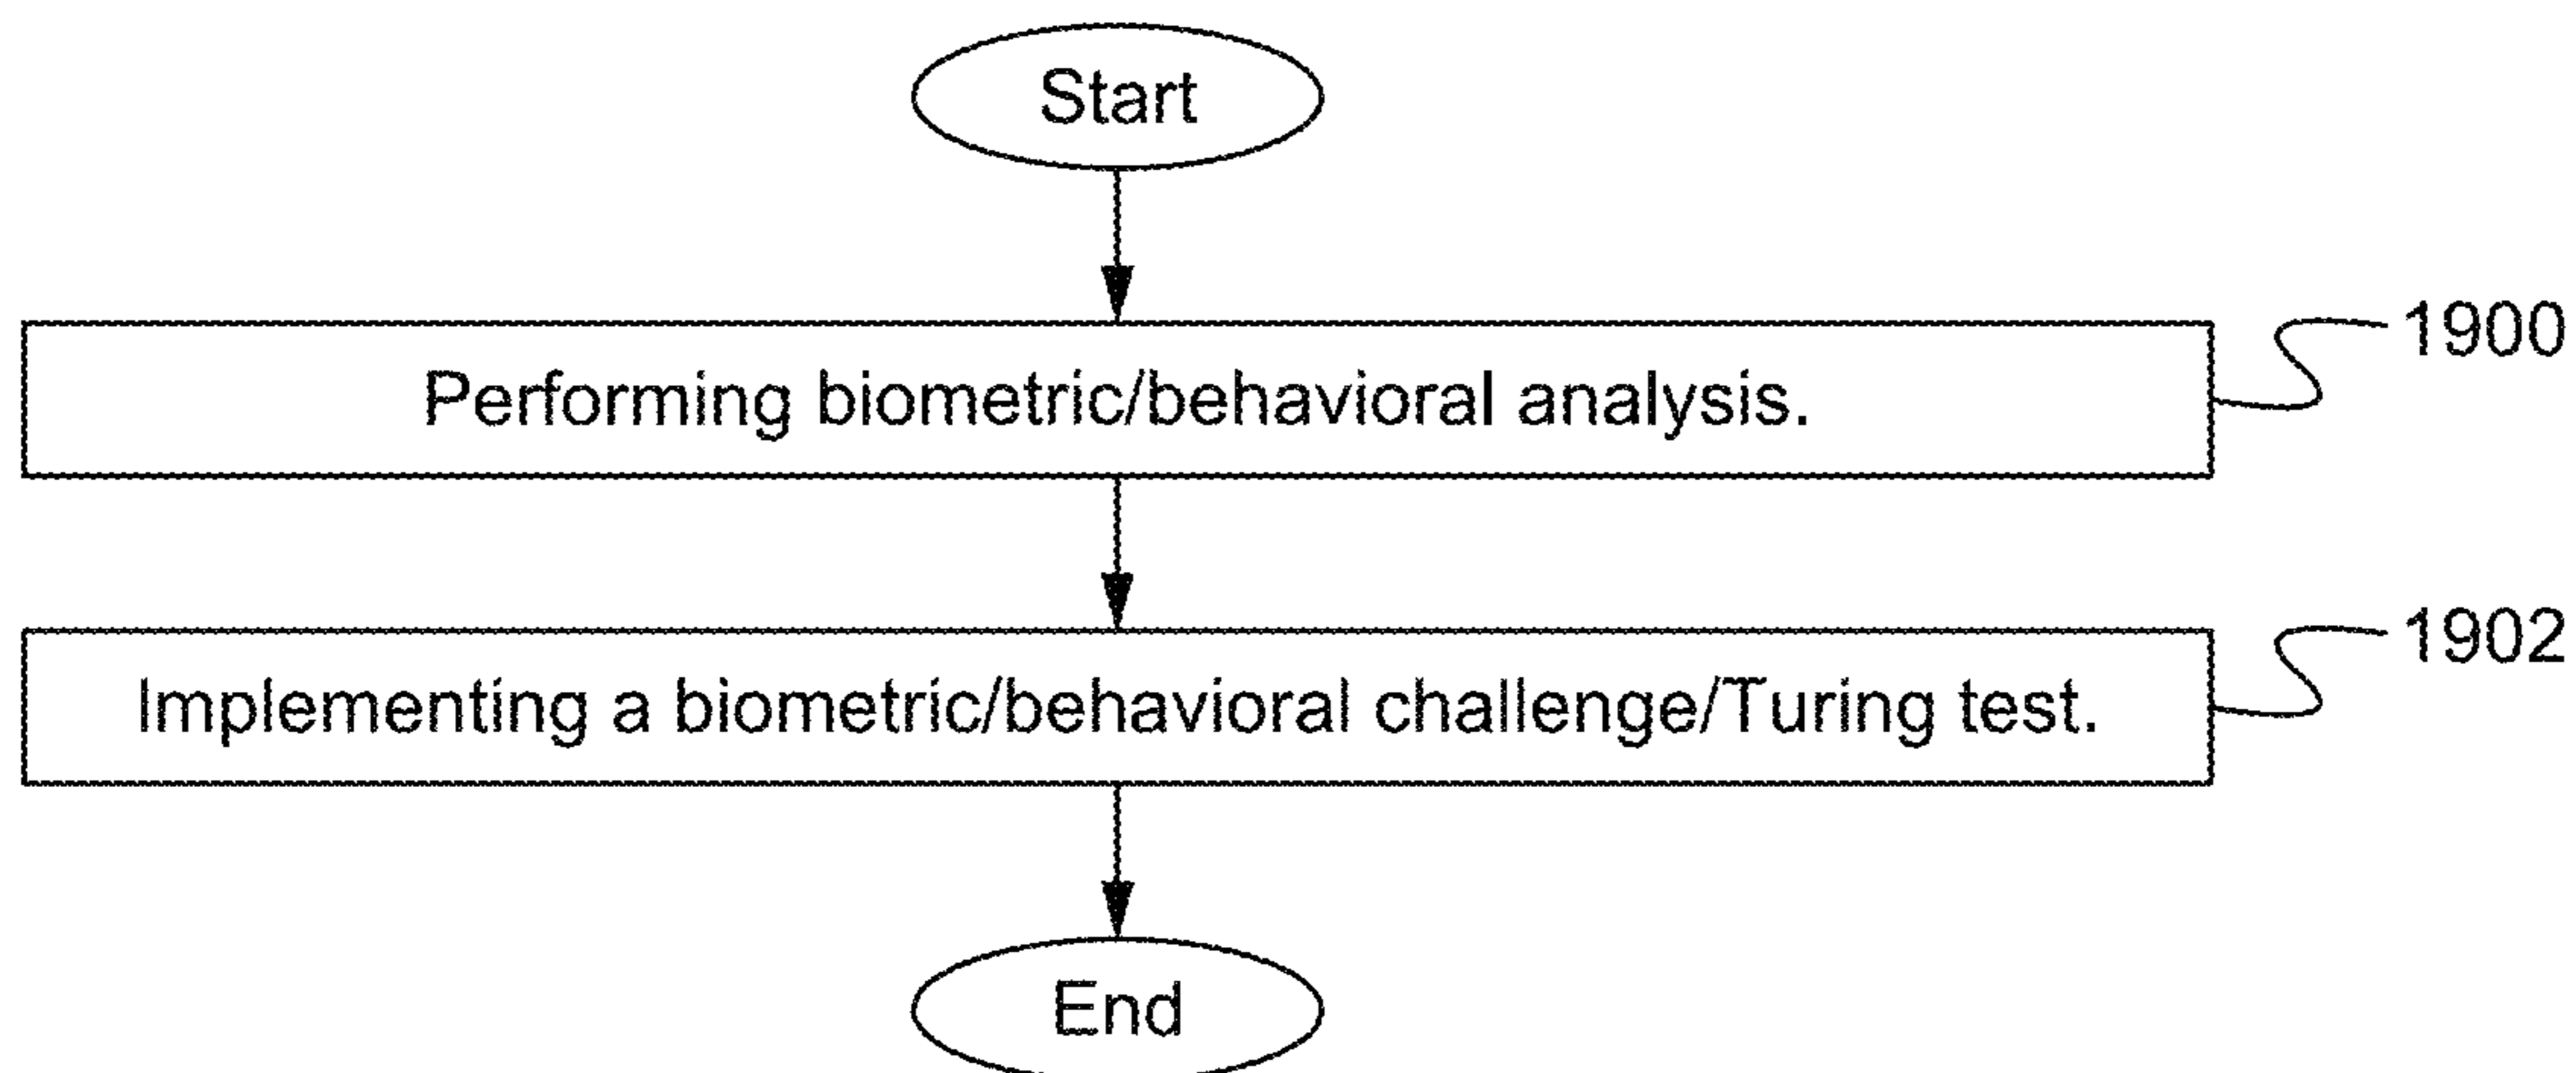 Start
Performing biometric/behavioral analysis.
1900
Implementing a biometric/behavioral challenge/Turing test.
1902
End